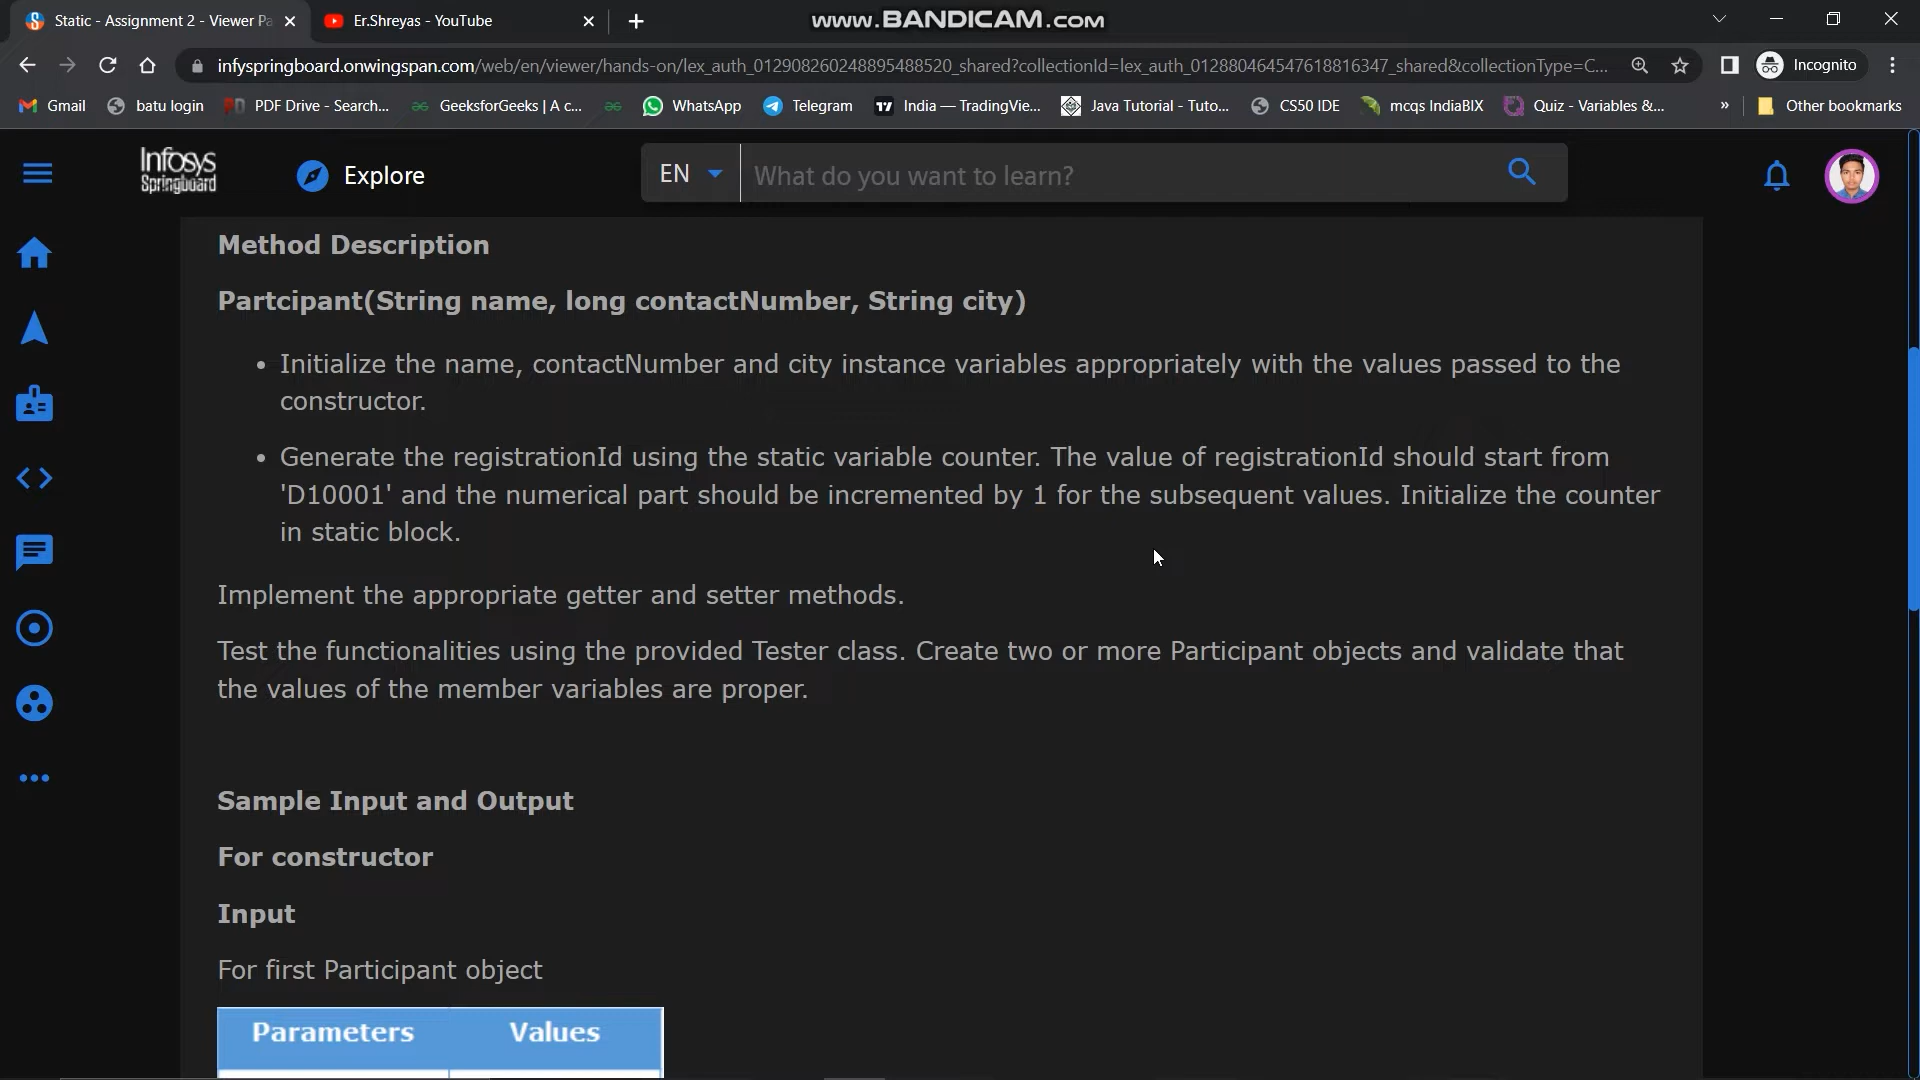 Static - Assignment 2 - Viewer Pa
Er.Shreyas - YouTube
www.BANDICAM.com
infyspringboard.onwingspan.com/web/en/viewer/hands-on/lex_auth_012908260248895488520_shared?collectionId=lex_auth_012880464547618816347_shared&collectionType=C...
Incognito
Gmail
batu login
PDF Drive - Search...
GeeksforGeeks | A c...
WhatsApp
Telegram
India — TradingVie...
Java Tutorial - Tuto...
CS50 IDE
mcqs IndiaBIX
Quiz - Variables &...
»
Other bookmarks
Infosys
Springboard
Explore
EN
What do you want to learn?
Method Description
Partcipant(String name, long contactNumber, String city)
• Initialize the name, contactNumber and city instance variables appropriately with the values passed to the
constructor.
• Generate the registrationId using the static variable counter. The value of registrationId should start from
'D10001' and the numerical part should be incremented by 1 for the subsequent values. Initialize the counter
in static block.
Implement the appropriate getter and setter methods.
Test the functionalities using the provided Tester class. Create two or more Participant objects and validate that
the values of the member variables are proper.
Sample Input and Output
For constructor
Input
For first Participant object
Parameters Values